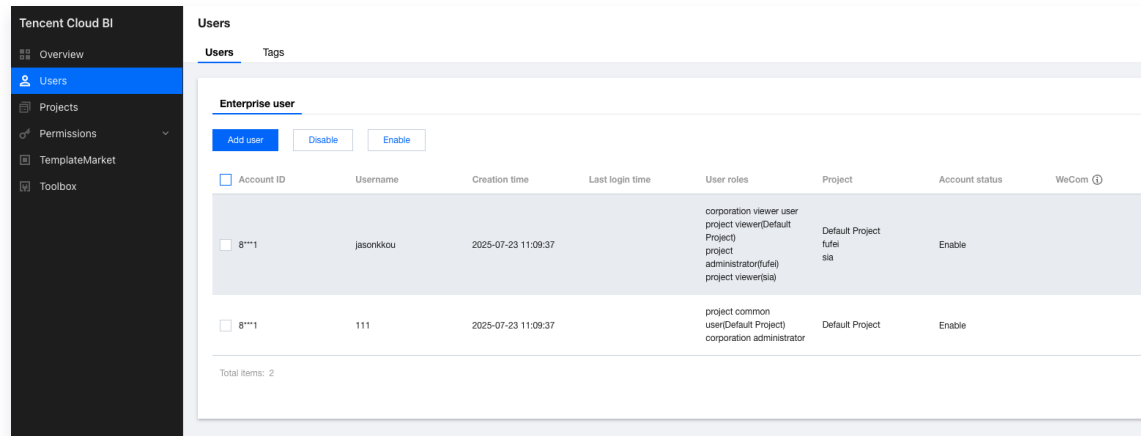 Tencent Cloud BI
Overview
Users
Projects
Permissions
TemplateMarket
Toolbox
Users
Users Tags
Enterprise user
Add user Disable Enable
Account ID Username Creation time Last login time User roles Project Account status WeCom
8***1 jasonkkou 2025-07-23 11:09:37
corporation viewer user
project viewer(Default
Project)
project
administrator(fufei)
project viewer(sia)
Default Project
fufei
sia
Enable
8***1 111 2025-07-23 11:09:37
project common
user(Default Project)
corporation administrator
Default Project
Enable
Total items: 2